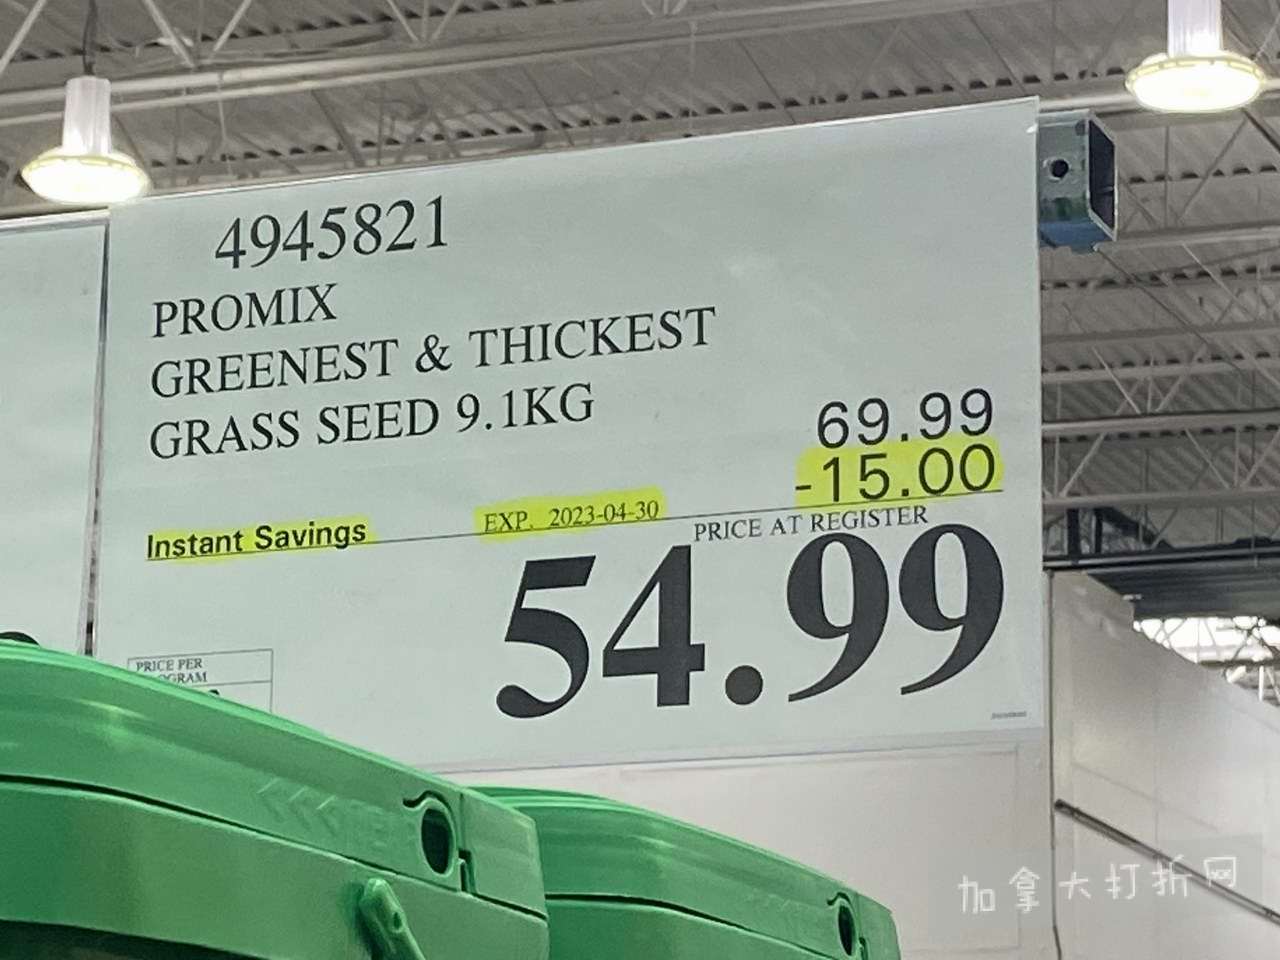 4945821
PROMIX
GREENEST & THICKEST
GRASS SEED 9.1KG
69.99
-15.00
Instant Savings EXP. 2023-04-30
PRICE AT REGISTER
54.99
PRICE PER
加拿大打折网